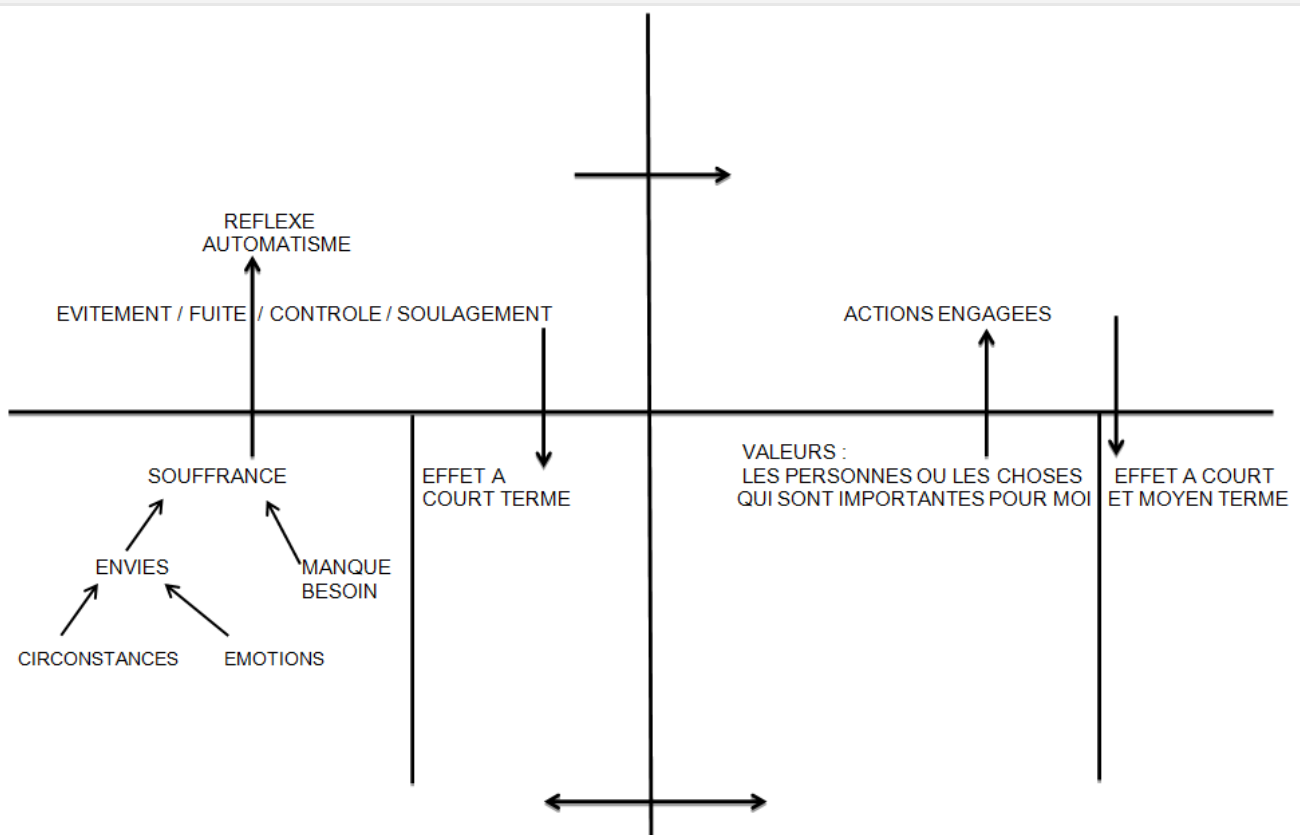 REFLEXE
AUTOMATISME
EVITEMENT / FUITE / CONTROLE / SOULAGEMENT
ACTIONS ENGAGEES
SOUFFRANCE
EFFET A
COURT TERME
VALEURS :
LES PERSONNES OU LES CHOSES
QUI SONT IMPORTANTES POUR MOI
EFFET A COURT
ET MOYEN TERME
ENVIES
MANQUE
BESOIN
CIRCONSTANCES
EMOTIONS